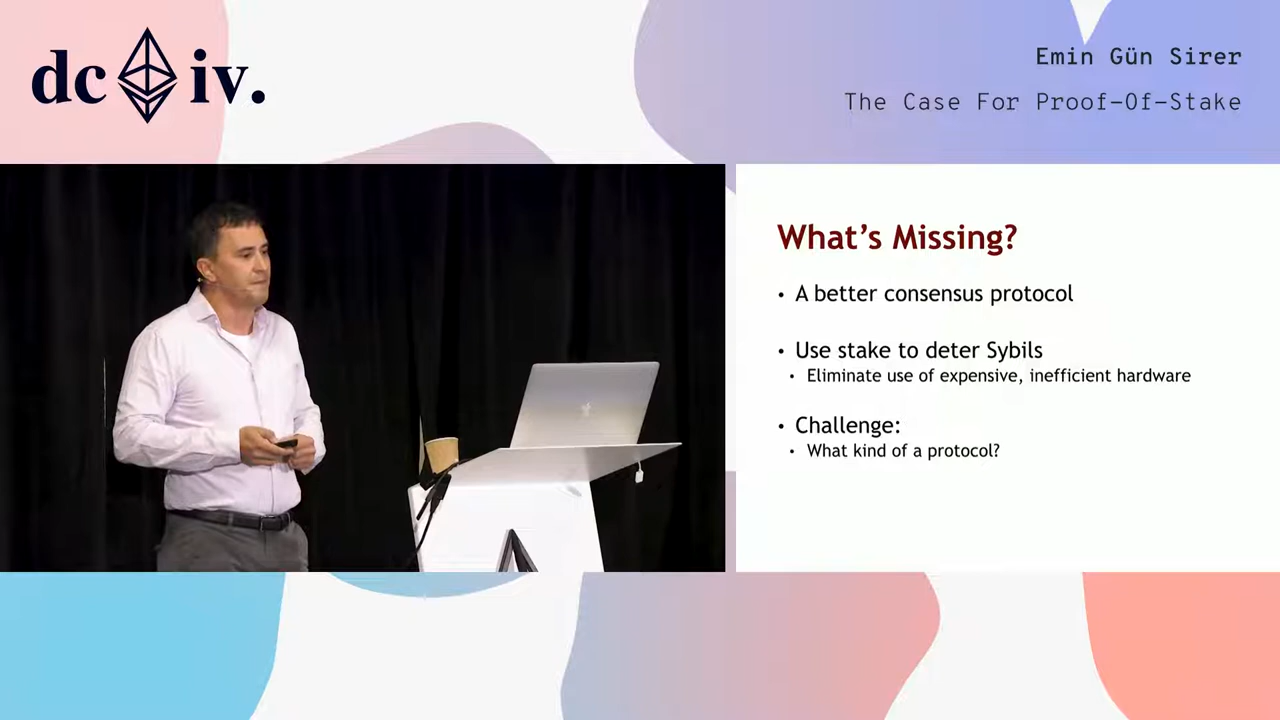 dc iv.
Emin Gün Sirer
The Case For Proof-Of-Stake
What's Missing?
• A better consensus protocol
• Use stake to deter Sybils
• Eliminate use of expensive, inefficient hardware
• Challenge:
• What kind of a protocol?